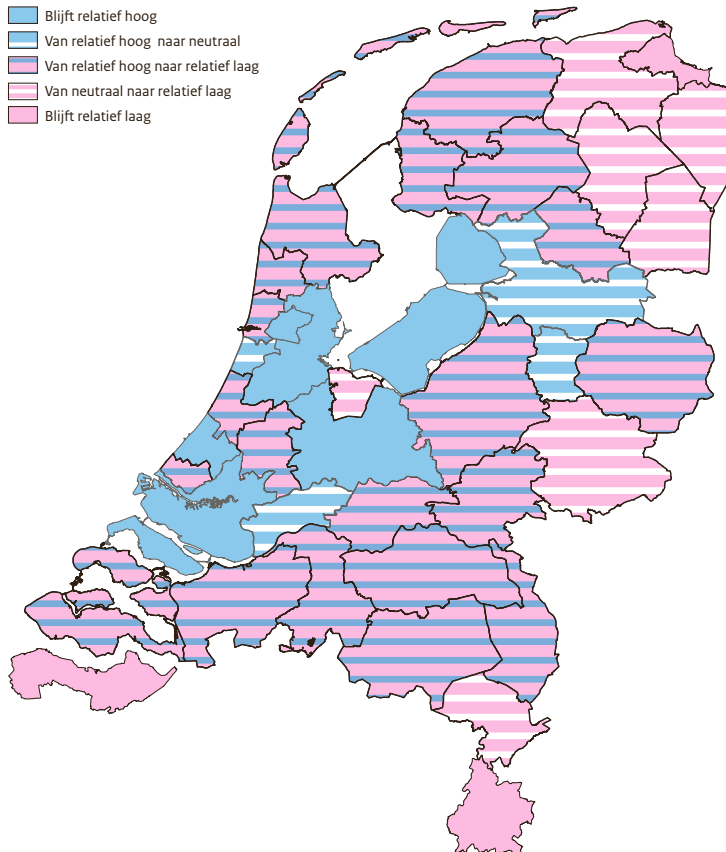 Blijft relatief hoog
Van relatief hoog naar neutraal
Van relatief hoog naar relatief laag
Van neutraal naar relatief laag
Blijft relatief laag